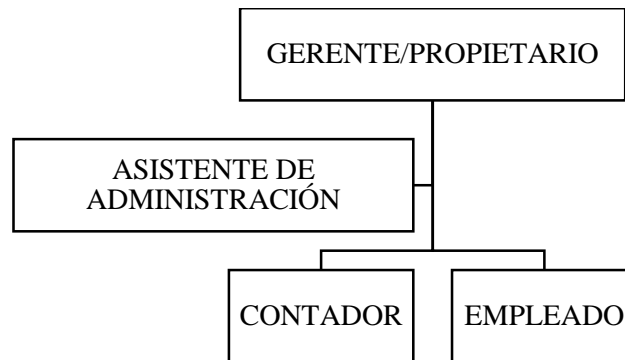 GERENTE/PROPIETARIO
ASISTENTE DE
ADMINISTRACIÓN
CONTADOR
EMPLEADO